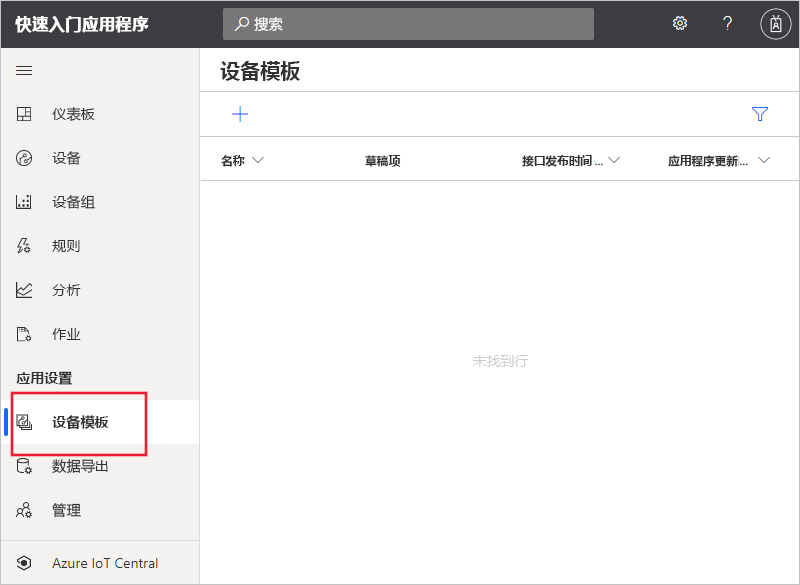 快速入门应用程序
搜索
?
仪表板
设备
设备组
规则
分析
作业
应用设置
设备模板
数据导出
管理
Azure IoT Central
设备模板
名称 草稿项 接口发布时间 ... 应用程序更新...
未找到行